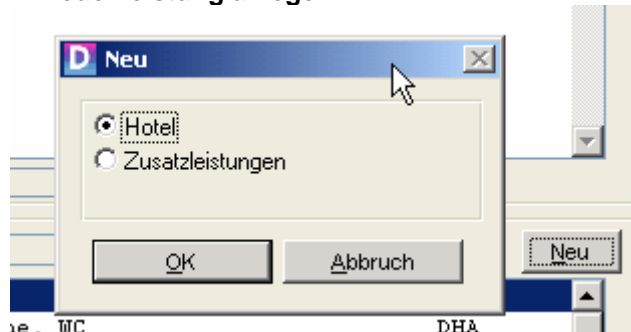 D Neu
Hotel
Zusatzleistungen
OK
Abbruch
Neu
WC
DHA